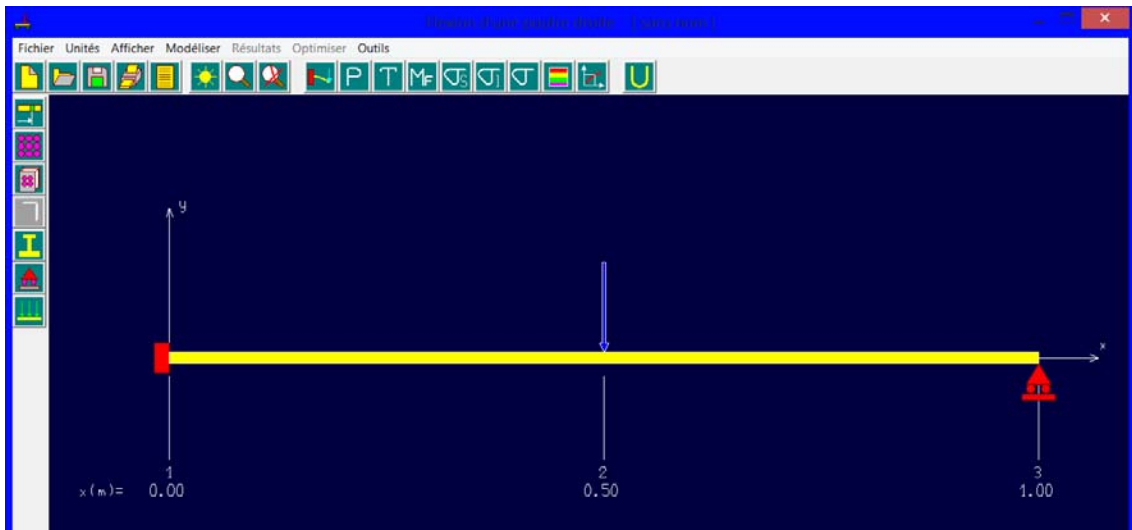 Fichier Unités Afficher Modéliser Résultats Optimiser Outils
P T MF
y
x
1 2 3
x(m)= 0.00 0.50 1.00